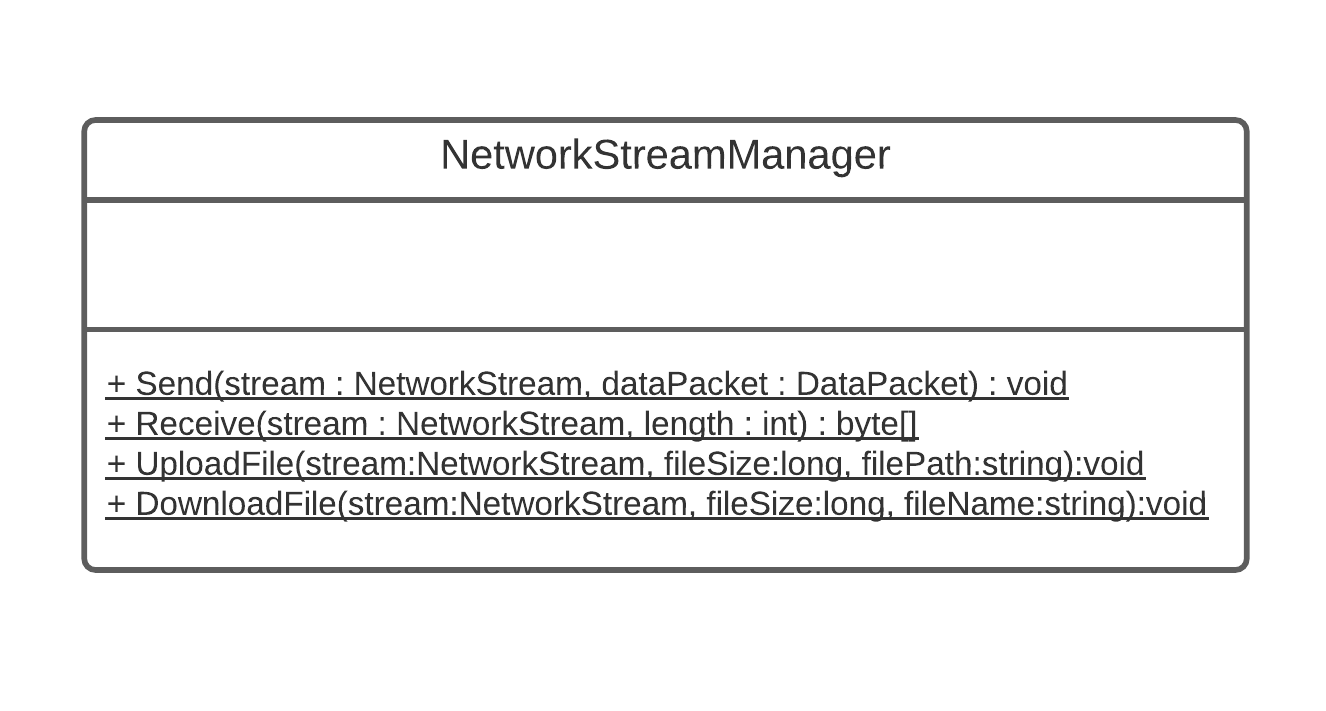 NetworkStreamManager
+ Send(stream : NetworkStream, dataPacket : DataPacket) : void
+ Receive(stream : NetworkStream, length : int) : byte[]
+ UploadFile(stream:NetworkStream, fileSize:long, filePath:string):void
+ DownloadFile(stream:NetworkStream, fileSize:long, fileName:string):void